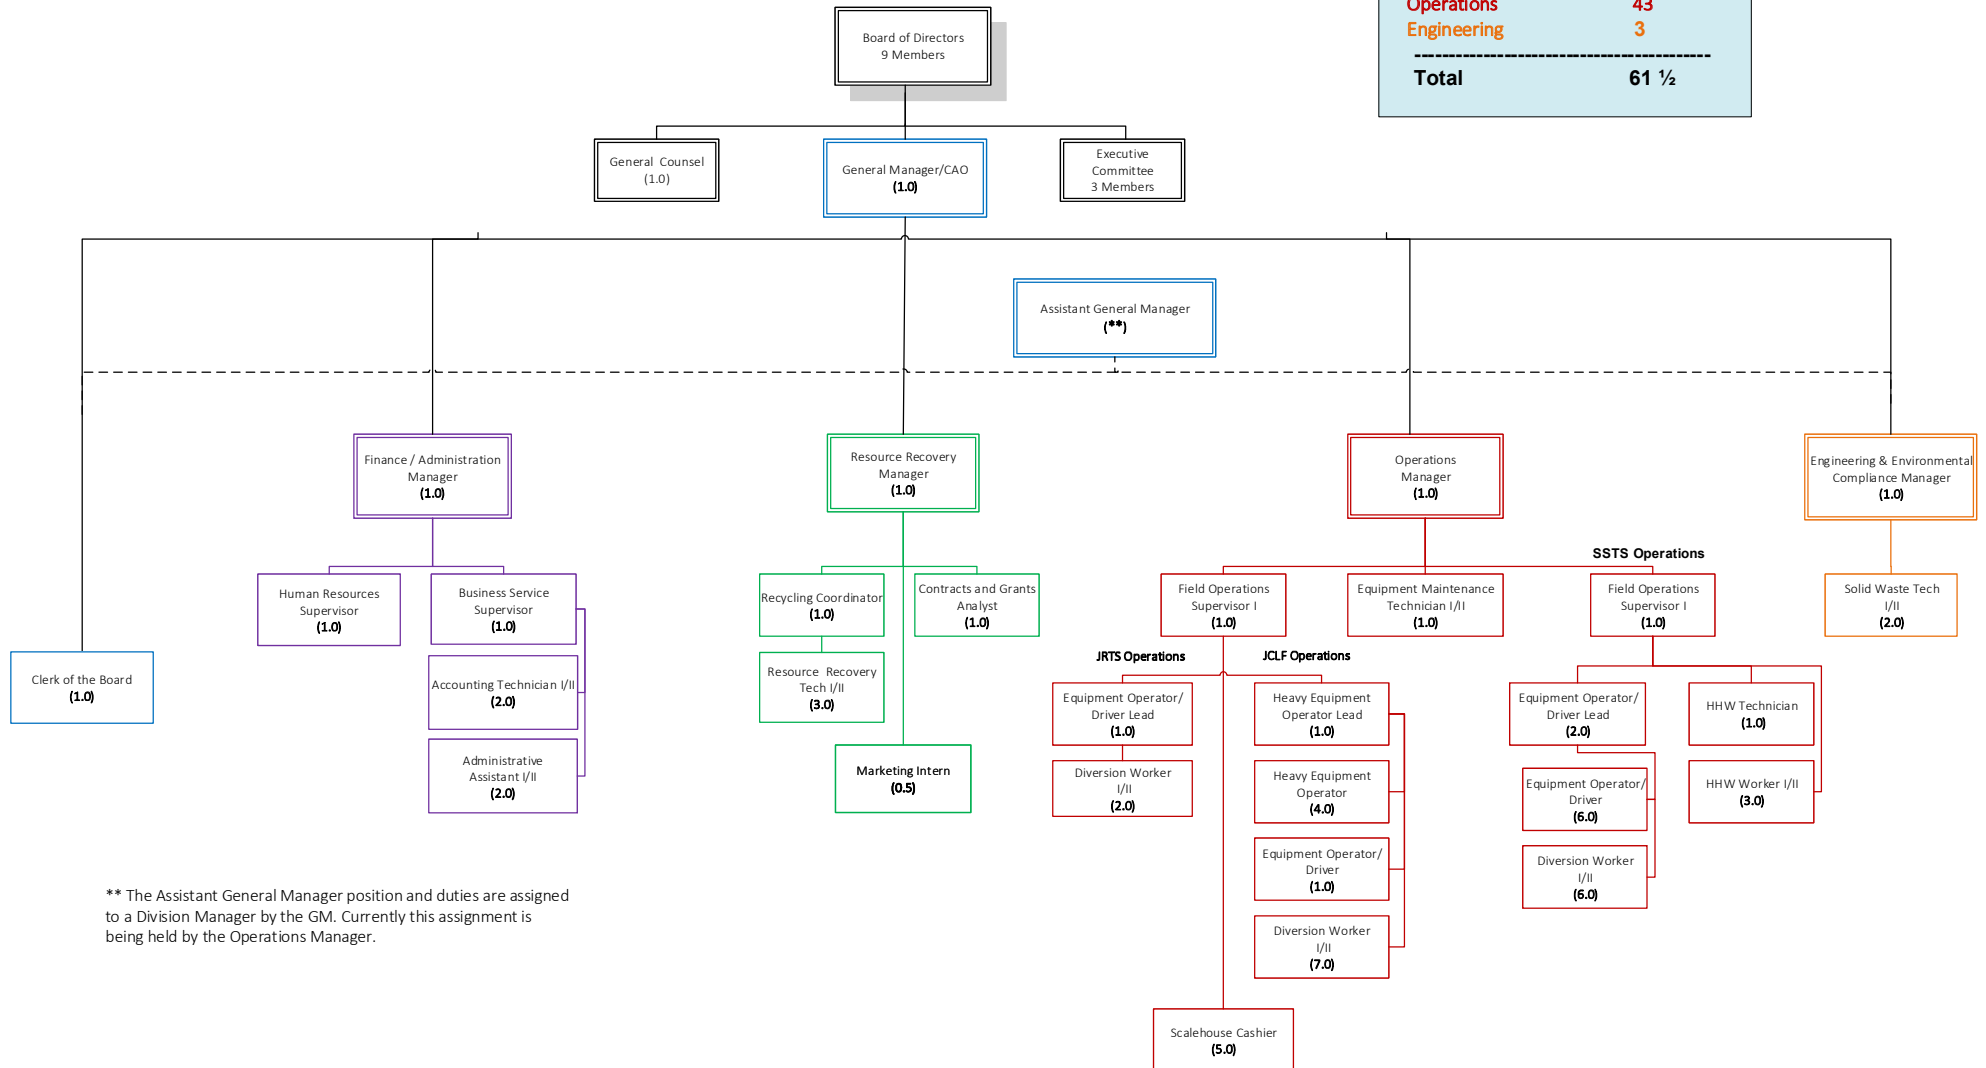 Operations 43
Engineering 3
-------------------------------------------
Total 61 ½
Board of Directors
9 Members
General Counsel
(1.0)
General Manager/CAO
(1.0)
Executive
Committee
3 Members
Assistant General Manager
(**)
Finance / Administration
Manager
(1.0)
Resource Recovery
Manager
(1.0)
Operations
Manager
(1.0)
Engineering & Environmental
Compliance Manager
(1.0)
SSTS Operations
Human Resources
Supervisor
(1.0)
Business Service
Supervisor
(1.0)
Recycling Coordinator
(1.0)
Contracts and Grants
Analyst
(1.0)
Field Operations
Supervisor I
(1.0)
Equipment Maintenance
Technician I/II
(1.0)
Field Operations
Supervisor I
(1.0)
Solid Waste Tech
I/II
(2.0)
Clerk of the Board
(1.0)
Accounting Technician I/II
(2.0)
Administrative
Assistant I/II
(2.0)
Resource Recovery
Tech I/II
(3.0)
Marketing Intern
(0.5)
JRTS Operations
JCLF Operations
Equipment Operator/
Driver Lead
(1.0)
Diversion Worker
I/II
(2.0)
Heavy Equipment
Operator Lead
(1.0)
Heavy Equipment
Operator
(4.0)
Equipment Operator/
Driver
(1.0)
Diversion Worker
I/II
(7.0)
Equipment Operator/
Driver Lead
(2.0)
Equipment Operator/
Driver
(6.0)
Diversion Worker
I/II
(6.0)
HHW Technician
(1.0)
HHW Worker I/II
(3.0)
Scalehouse Cashier
(5.0)
** The Assistant General Manager position and duties are assigned
to a Division Manager by the GM. Currently this assignment is
being held by the Operations Manager.